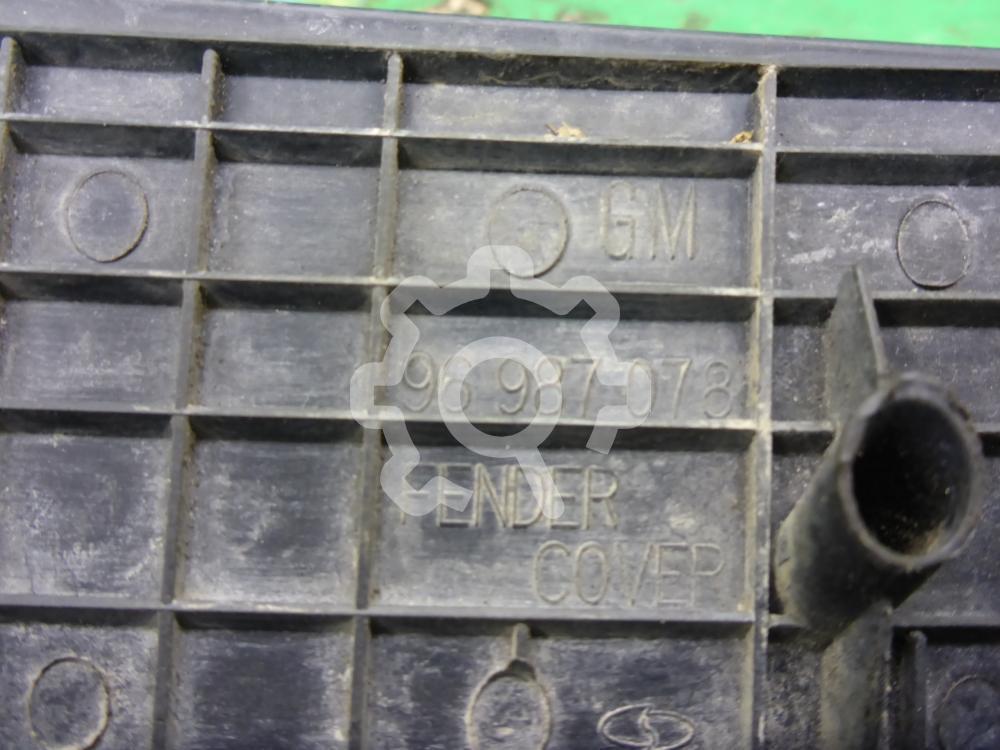 GM
96 987 078
FENDER
COVER